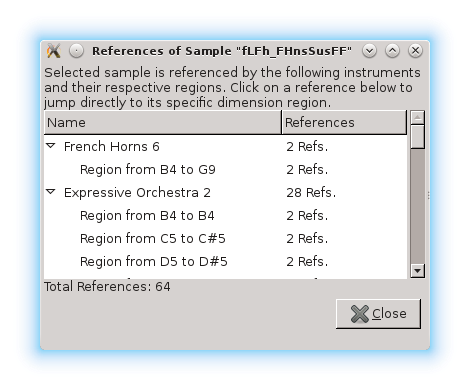 References of Sample "fLFh_FHnsSusFF"
Selected sample is referenced by the following instruments
and their respective regions. Click on a reference below to
jump directly to its specific dimension region.
Name References
French Horns 6 2 Refs.
Region from B4 to G9 2 Refs.
Expressive Orchestra 2 28 Refs.
Region from B4 to B4 2 Refs.
Region from C5 to C#5 2 Refs.
Region from D5 to D#5 2 Refs.
Total References: 64
Close